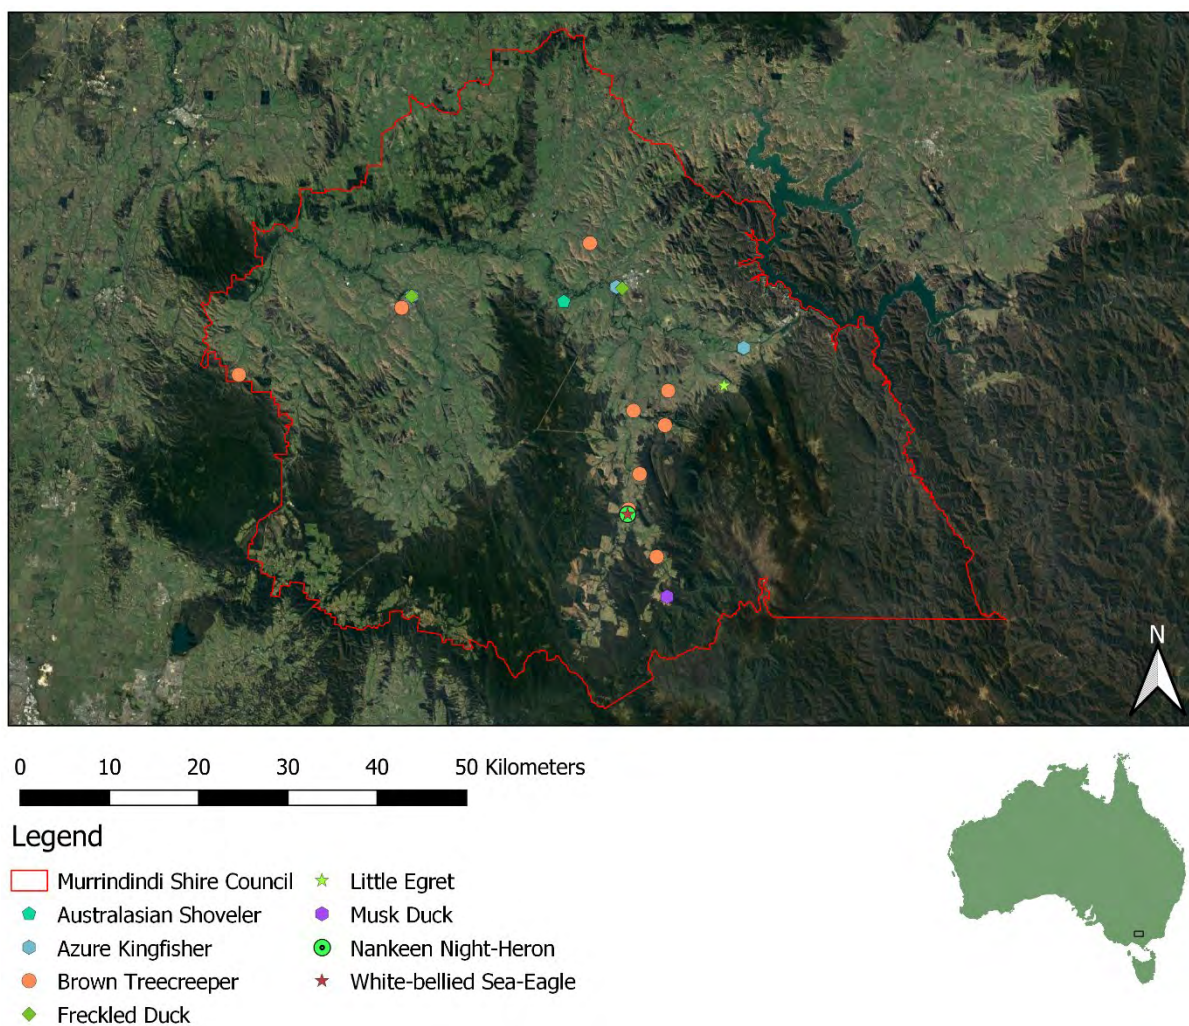 N
0 10 20 30 40 50 Kilometers
Legend
Murrindindi Shire Council
Australasian Shoveler
Azure Kingfisher
Brown Treecreeper
Freckled Duck
Little Egret
Musk Duck
Nankeen Night-Heron
White-bellied Sea-Eagle